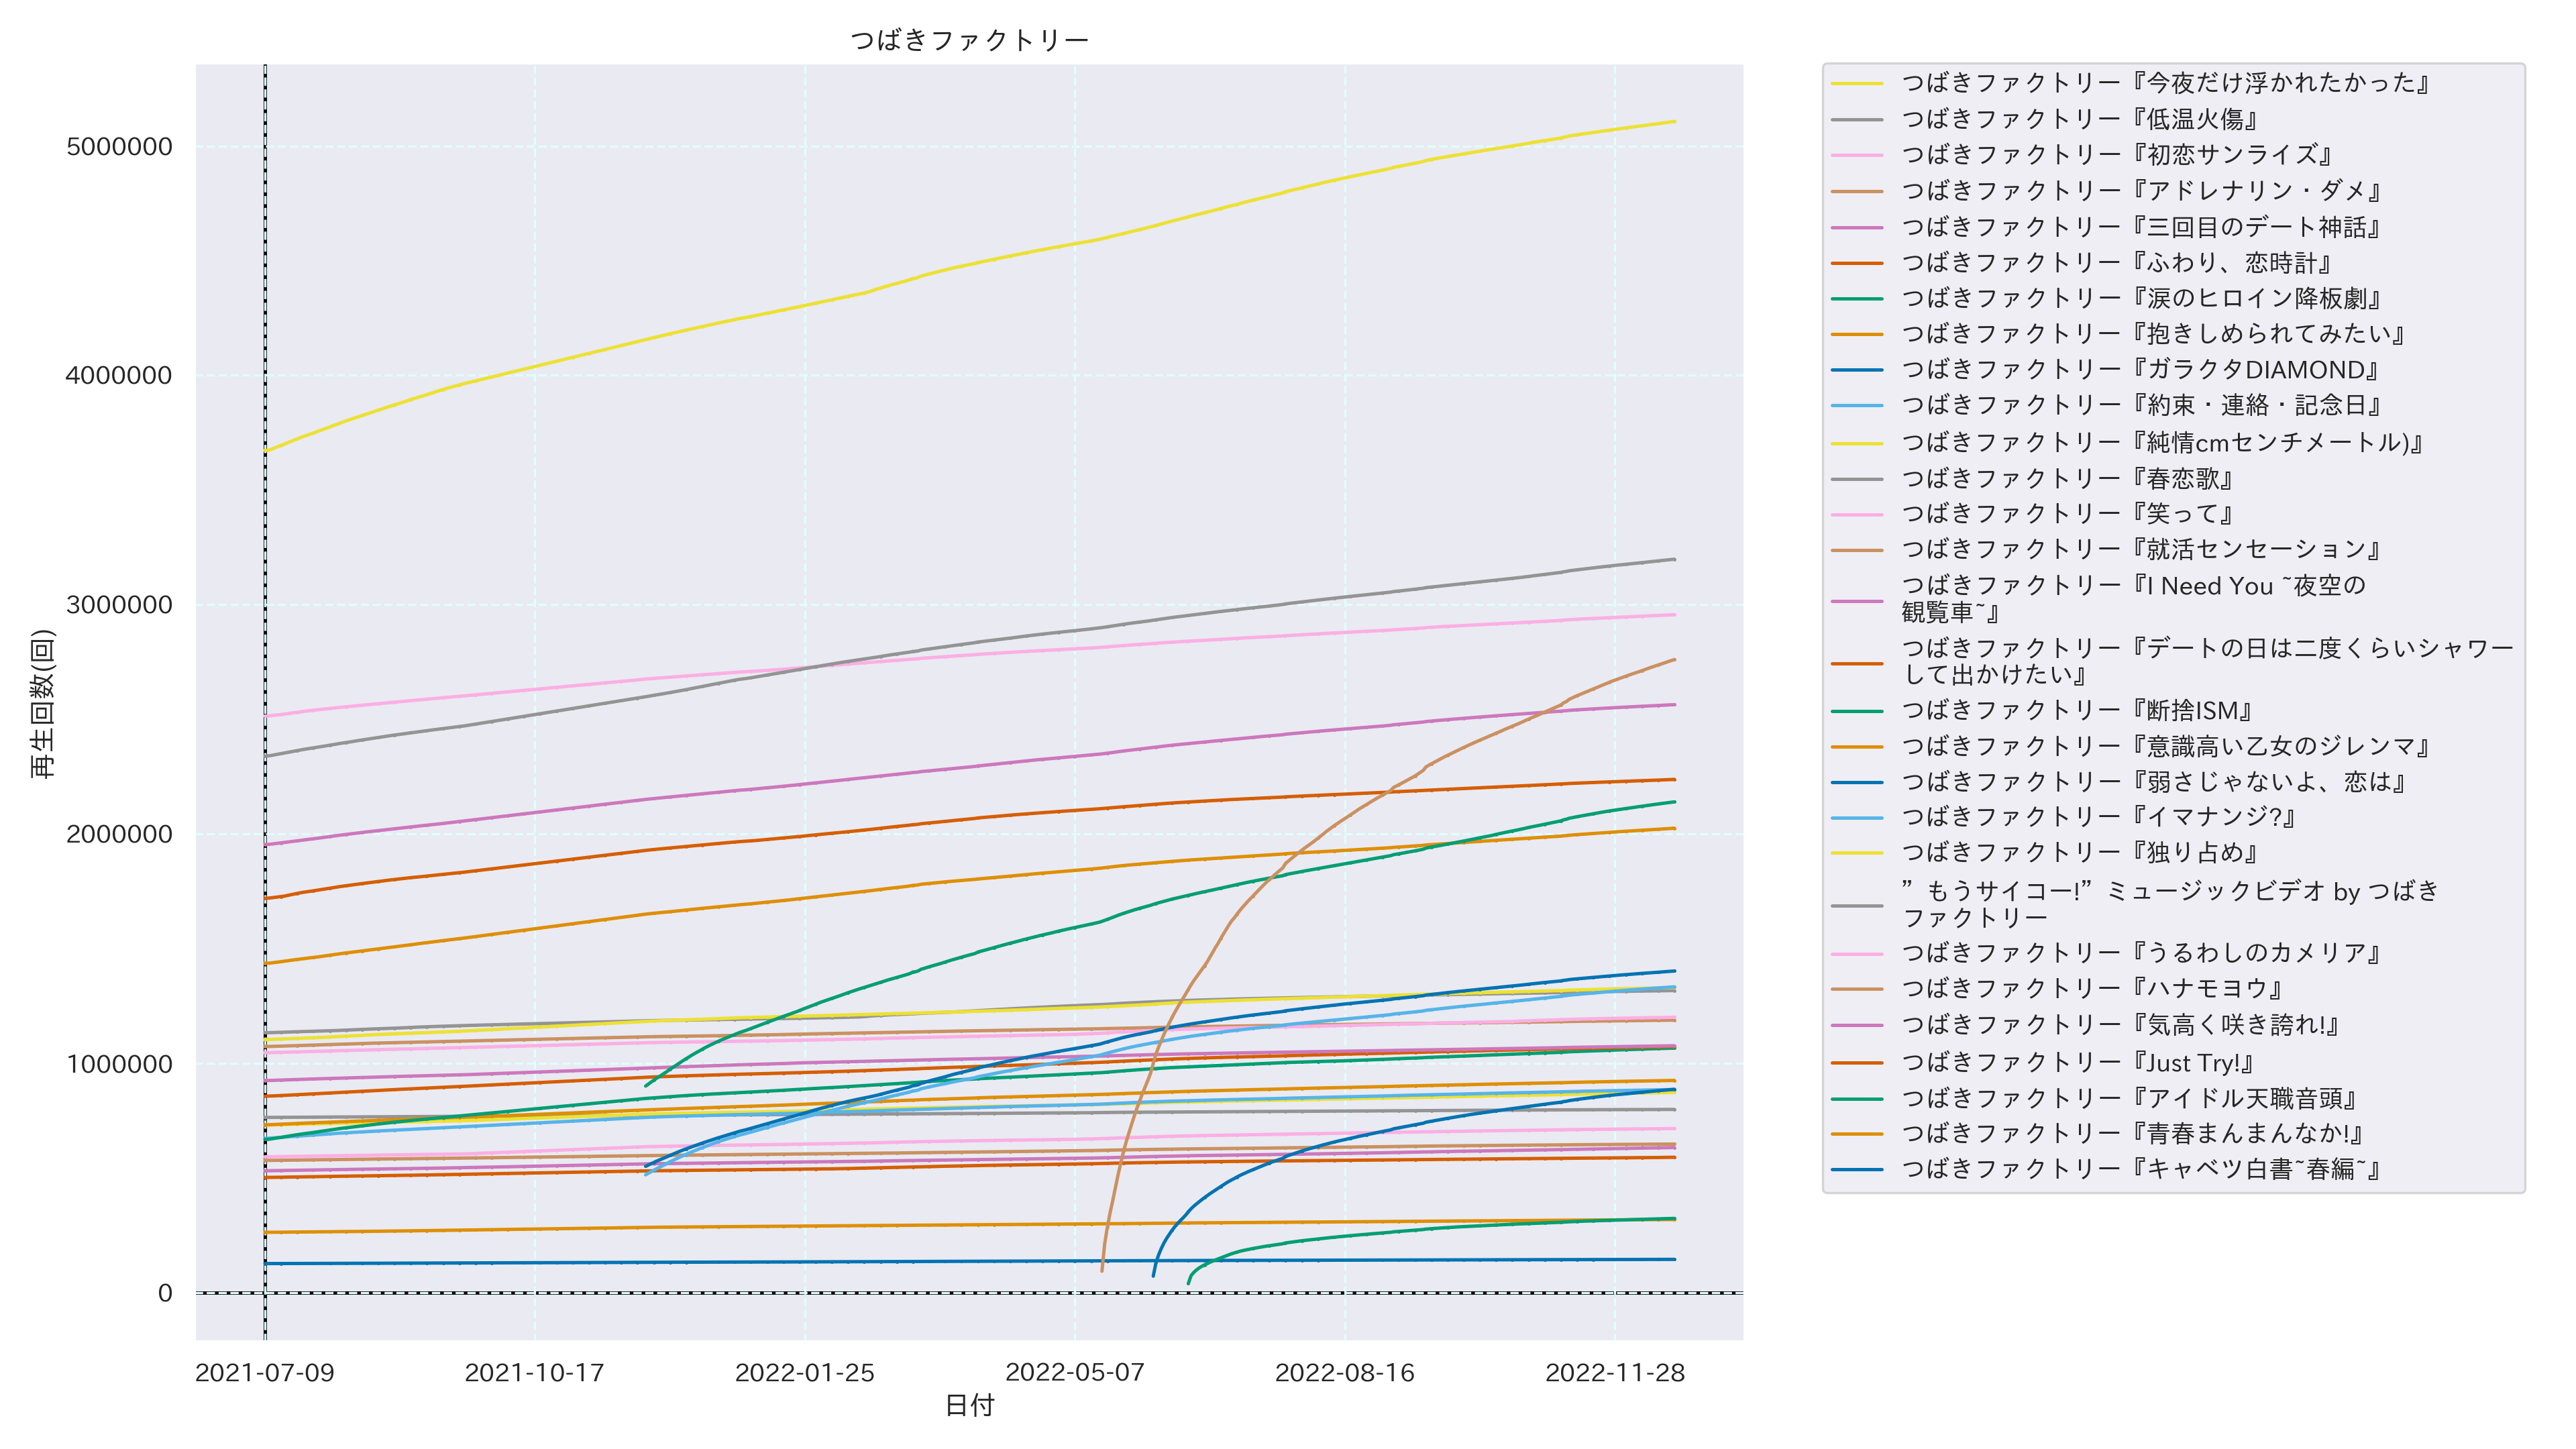 つばきファクトリー
再生回数(回)
5000000
4000000
3000000
2000000
1000000
0
2021-07-09
2021-10-17
2022-01-25
2022-05-07
2022-08-16
2022-11-28
日付
つばきファクトリー『今夜だけ浮かれたかった』
つばきファクトリー『低温火傷』
つばきファクトリー『初恋サンライズ』
つばきファクトリー『アドレナリン・ダメ』
つばきファクトリー『三回目のデート神話』
つばきファクトリー『ふわり、恋時計』
つばきファクトリー『涙のヒロイン降板劇』
つばきファクトリー『抱きしめられてみたい』
つばきファクトリー『ガラクタDIAMOND』
つばきファクトリー『約束・連絡・記念日』
つばきファクトリー『純情cmセンチメートル)』
つばきファクトリー『春恋歌』
つばきファクトリー『笑って』
つばきファクトリー『就活センセーション』
つばきファクトリー『I Need You ~夜空の
観覧車~』
つばきファクトリー『デートの日は二度くらいシャワー
して出かけたい』
つばきファクトリー『断捨ISM』
つばきファクトリー『意識高い乙女のジレンマ』
つばきファクトリー『弱さじゃないよ、恋は』
つばきファクトリー『イマナンジ?』
つばきファクトリー『独り占め』
”もうサイコー!”ミュージックビデオ by つばき
ファクトリー
つばきファクトリー『うるわしのカメリア』
つばきファクトリー『ハナモヨウ』
つばきファクトリー『気高く咲き誇れ!』
つばきファクトリー『Just Try!』
つばきファクトリー『アイドル天職音頭』
つばきファクトリー『青春まんまんなか!』
つばきファクトリー『キャベツ白書~春編~』